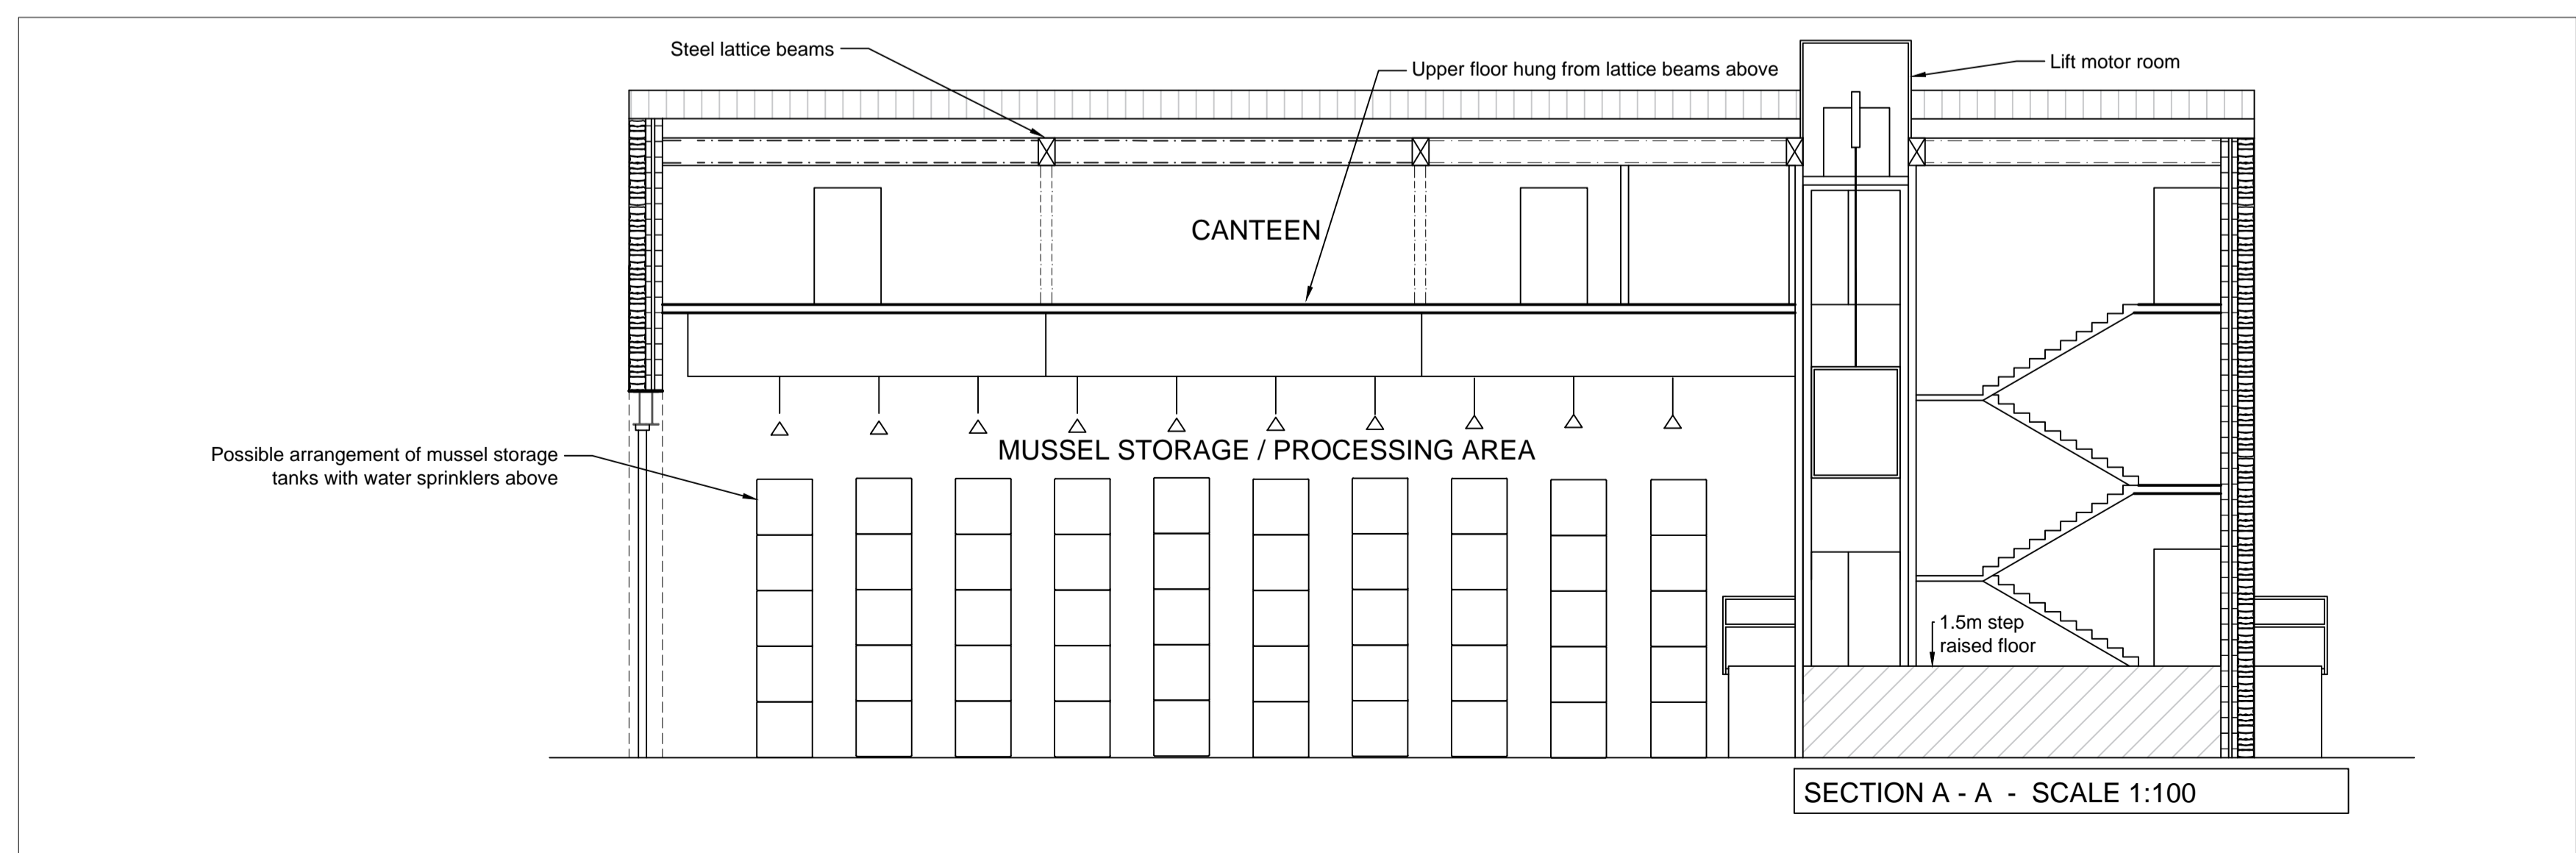 Steel lattice beams
Upper floor hung from lattice beams above
Lift motor room
CANTEEN
MUSSEL STORAGE / PROCESSING AREA
Possible arrangement of mussel storage
tanks with water sprinklers above
1.5m step
raised floor
SECTION A - A - SCALE 1:100